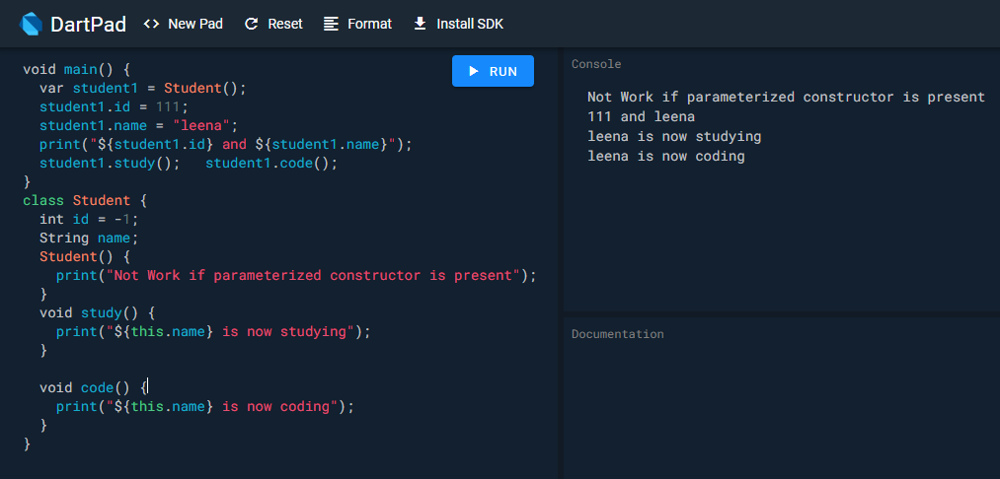 DartPad <> New Pad Reset Format Install SDK
void main() {
RUN
  var student1 = Student();
  student1.id = 111;
  student1.name = "leena";
  print("${student1.id} and ${student1.name}");
  student1.study();   student1.code();
}
class Student {
  int id = -1;
  String name;
  Student() {
    print("Not Work if parameterized constructor is present");
  }
  void study() {
    print("${this.name} is now studying");
  }
  void code() {
    print("${this.name} is now coding");
  }
}
Console
Not Work if parameterized constructor is present
111 and leena
leena is now studying
leena is now coding
Documentation